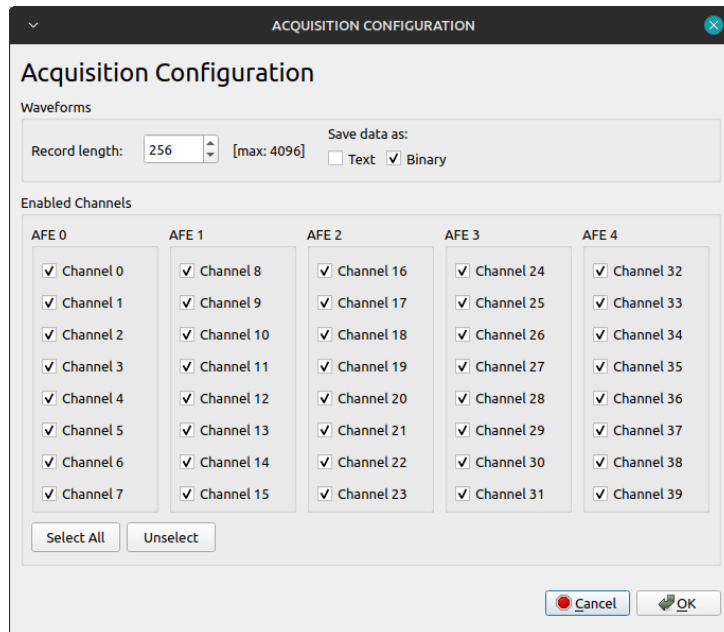 ACQUISITION CONFIGURATION
Acquisition Configuration
Waveforms
Record length: 256 [max: 4096]
Save data as:
Text Binary
Enabled Channels
AFE 0 AFE 1 AFE 2 AFE 3 AFE 4
Channel 0 Channel 8 Channel 16 Channel 24 Channel 32
Channel 1 Channel 9 Channel 17 Channel 25 Channel 33
Channel 2 Channel 10 Channel 18 Channel 26 Channel 34
Channel 3 Channel 11 Channel 19 Channel 27 Channel 35
Channel 4 Channel 12 Channel 20 Channel 28 Channel 36
Channel 5 Channel 13 Channel 21 Channel 29 Channel 37
Channel 6 Channel 14 Channel 22 Channel 30 Channel 38
Channel 7 Channel 15 Channel 23 Channel 31 Channel 39
Select All Unselect
Cancel OK